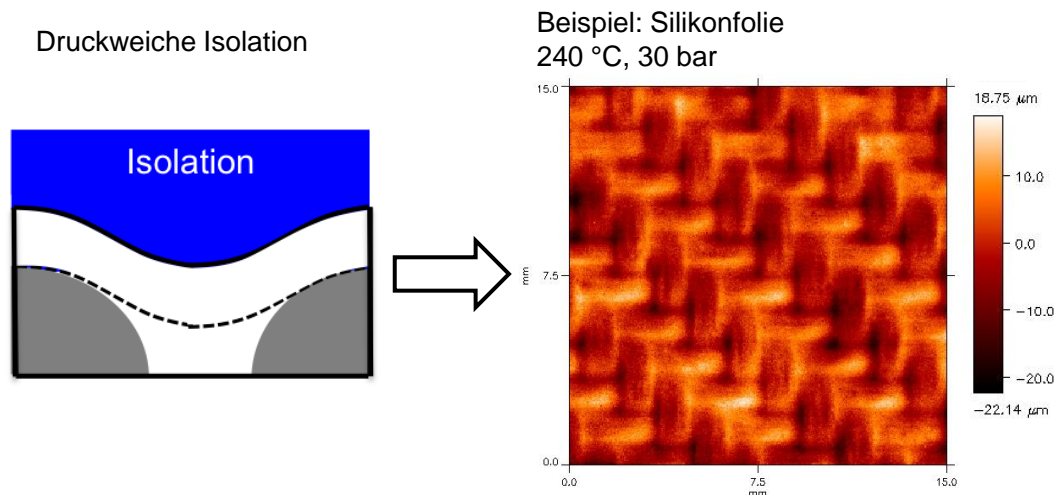 Druckweiche Isolation
Isolation
Beispiel: Silikonfolie
240 °C, 30 bar
15.0
7.5
0.0
mm
0.0
7.5
15.0
mm
18.75 μm
10.0
0.0
−10.0
−20.0
−22.14 μm